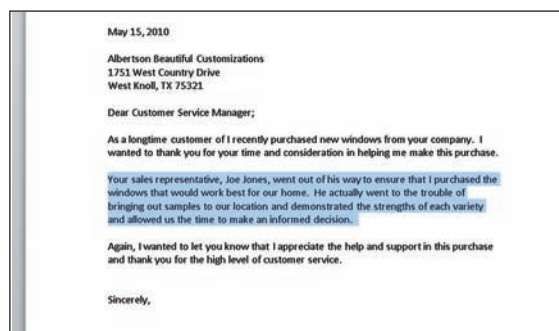 May 15, 2010
Albertson Beautiful Customizations
1751 West Country Drive
West Knoll, TX 75321
Dear Customer Service Manager;
As a longtime customer of I recently purchased new windows from your company. I
wanted to thank you for your time and consideration in helping me make this purchase.
Your sales representative, Joe Jones, went out of his way to ensure that I purchased the
windows that would work best for our home. He actually went to the trouble of
bringing out samples to our location and demonstrated the strengths of each variety
and allowed us the time to make an informed decision.
Again, I wanted to let you know that I appreciate the help and support in this purchase
and thank you for the high level of customer service.
Sincerely,